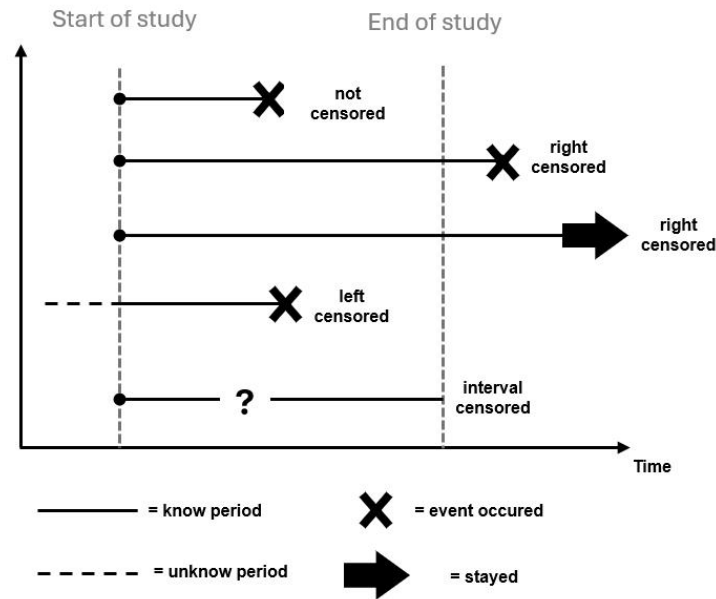 Start of study
End of study
not
censored
right
censored
right
censored
left
censored
?
interval
censored
Time
= know period
= event occured
= unknow period
= stayed